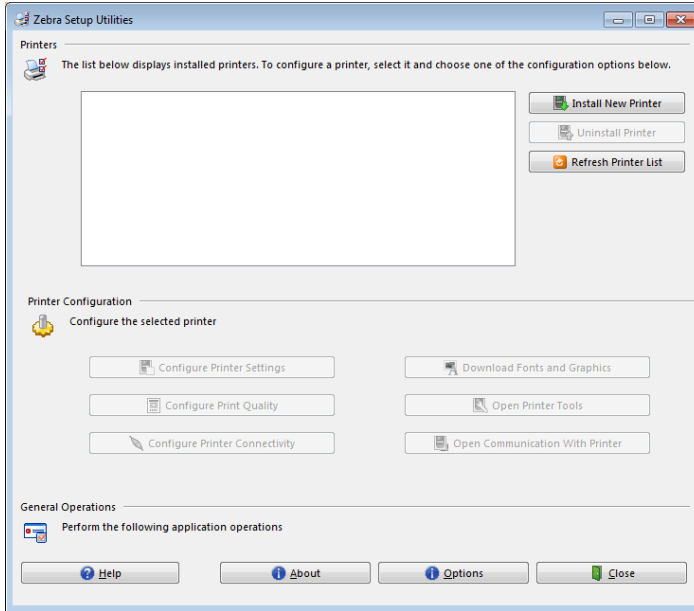 Zebra Setup Utilities
Printers
The list below displays installed printers. To configure a printer, select it and choose one of the configuration options below.
Install New Printer
Uninstall Printer
Refresh Printer List
Printer Configuration
Configure the selected printer
Configure Printer Settings
Download Fonts and Graphics
Configure Print Quality
Open Printer Tools
Configure Printer Connectivity
Open Communication With Printer
General Operations
Perform the following application operations
Help
About
Options
Close